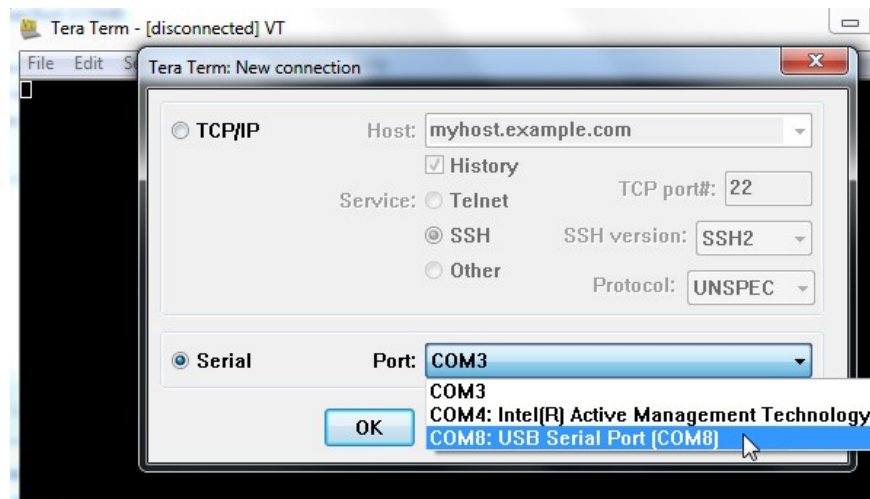 Tera Term - [disconnected] VT
File Edit
Tera Term: New connection
TCP/IP Host: myhost.example.com
History
Service: Telnet TCP port#: 22
SSH SSH version: SSH2
Other Protocol: UNSPEC
Serial Port: COM3
COM3
COM4: Intel(R) Active Management Technology
OK COM8: USB Serial Port (COM8)